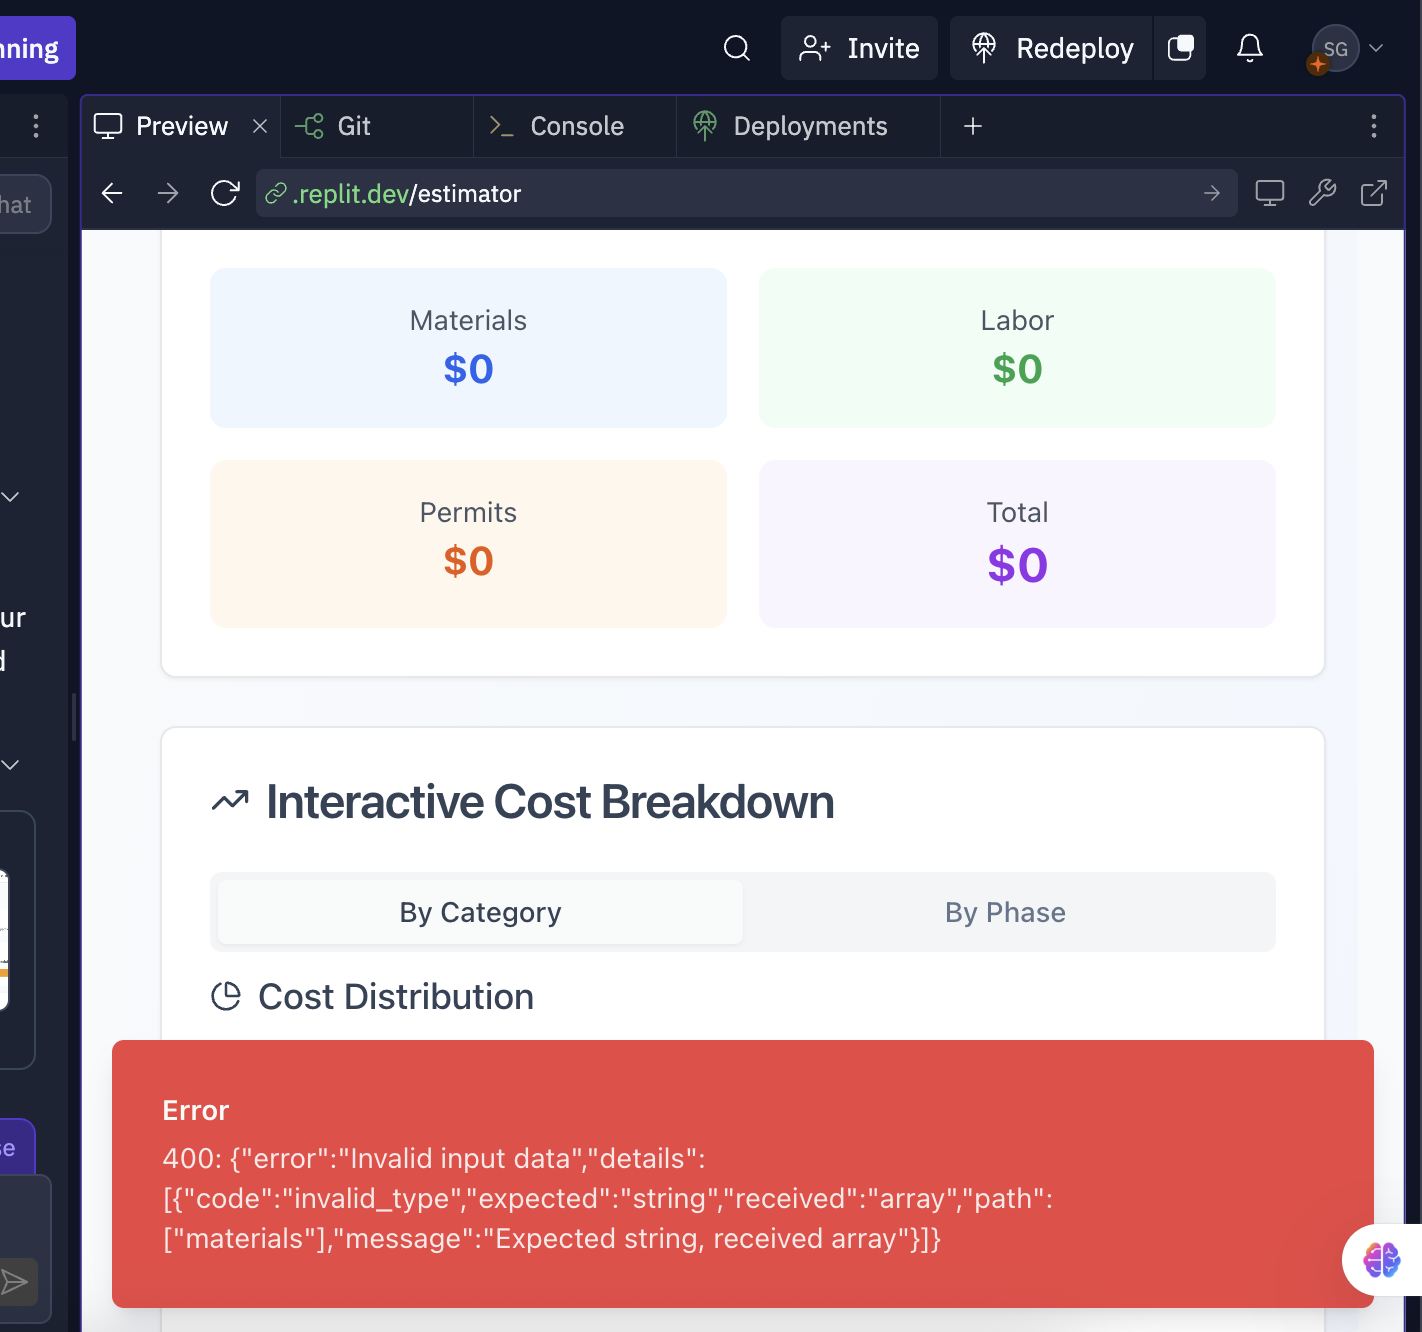 nning
Invite
Redeploy
SG
Preview
Git
Console
Deployments
hat
.replit.dev/estimator
Materials
$0
Labor
$0
Permits
$0
Total
$0
ur
d
Interactive Cost Breakdown
By Category
By Phase
Cost Distribution
Error
400: {"error":"Invalid input data","details":
[{"code":"invalid_type","expected":"string","received":"array","path":
["materials"],"message":"Expected string, received array"}]}
se